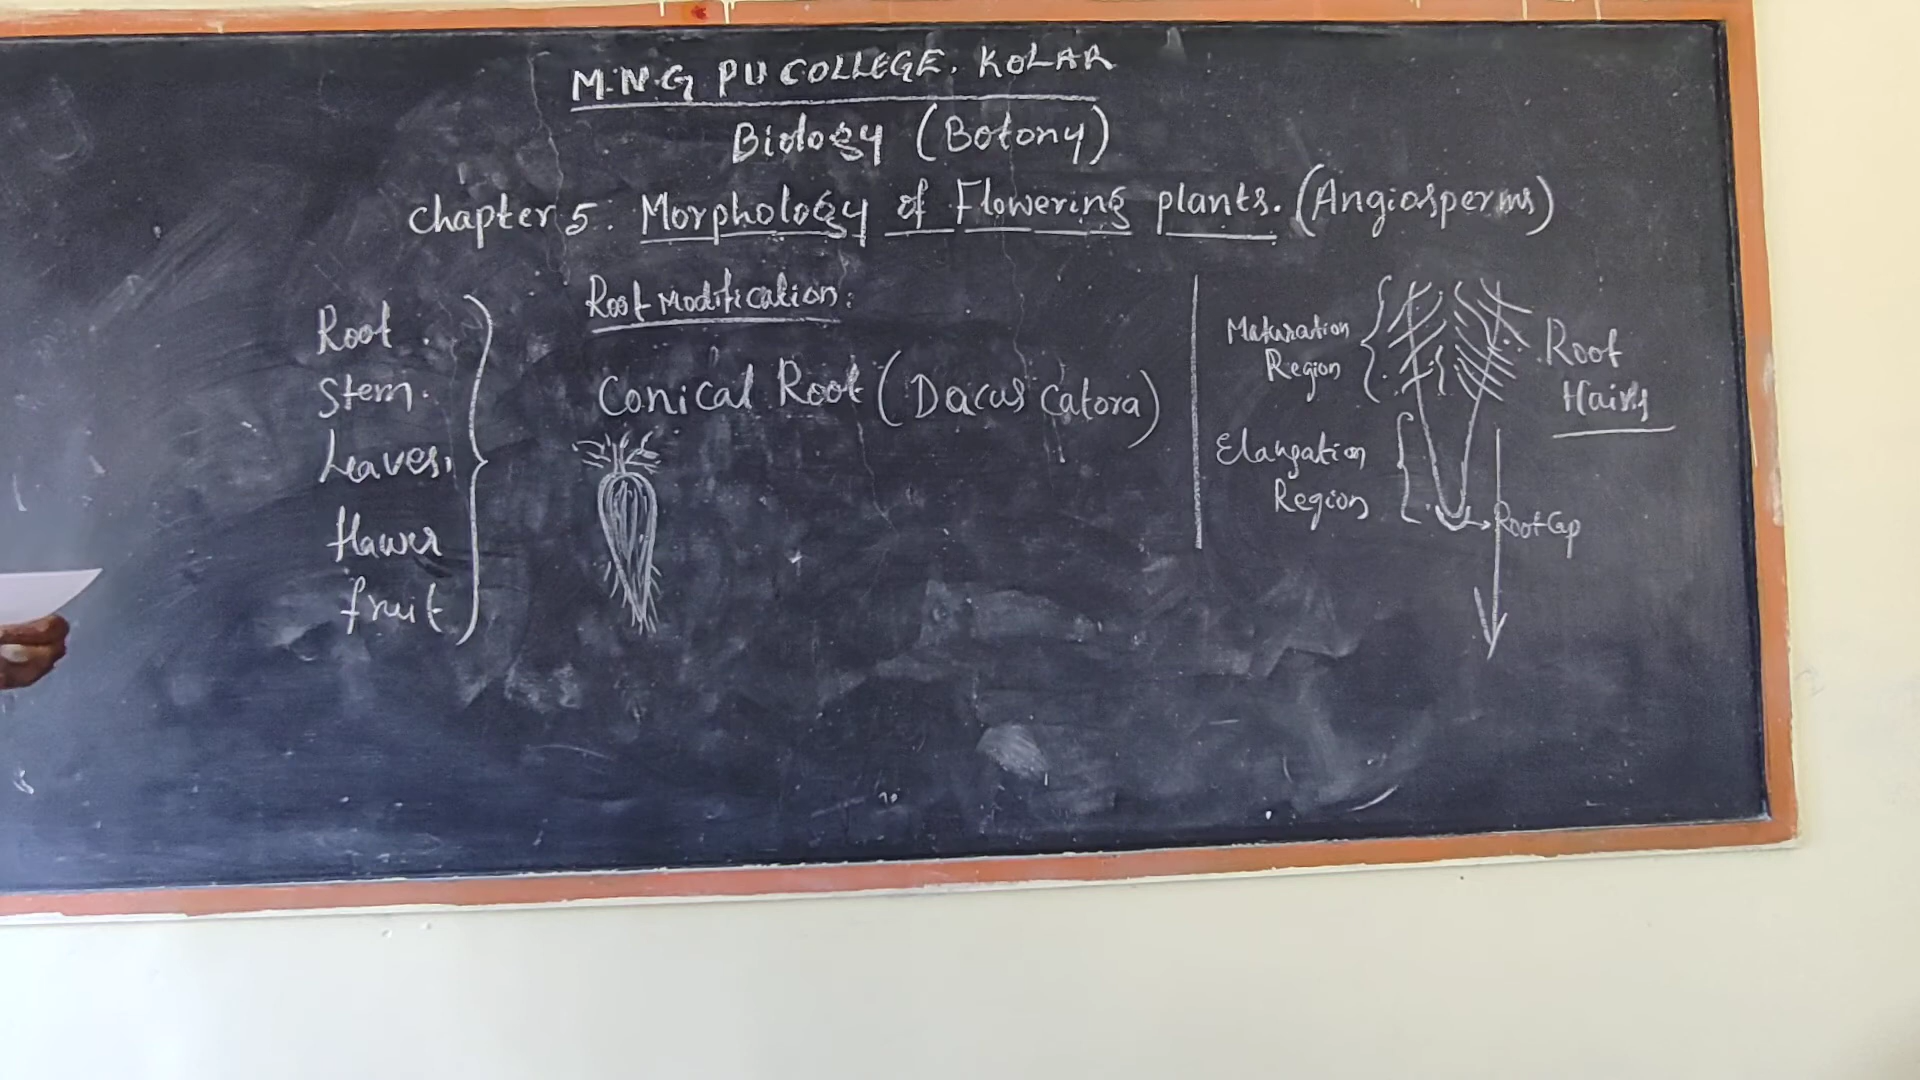 M.N.G PU COLLEGE. KOLAR
Biology (Botony)
Chapter 5: Morphology of Flowering plants. (Angiosperms)
Root
Stem.
Leaves.
flower
fruit
Root Modification:
Conical Root (Dacus Catora)
Maturation
Region
Root
Hairs
Elangation
Region
Root Cap